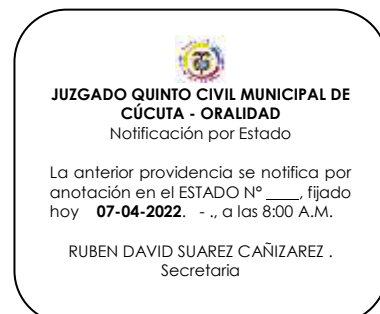 JUZGADO QUINTO CIVIL MUNICIPAL DE
CÚCUTA - ORALIDAD
Notificación por Estado
La anterior providencia se notifica por
anotación en el ESTADO N° ____, fijado
hoy 07-04-2022. - ., a las 8:00 A.M.
RUBEN DAVID SUAREZ CAÑIZAREZ .
Secretaria